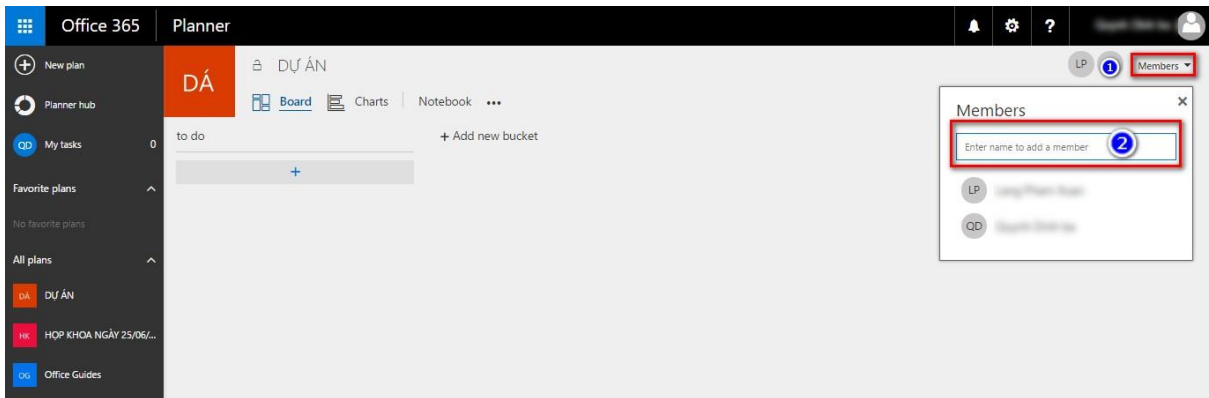 Office 365
Planner
?
New plan
Planner hub
QD My tasks 0
Favorite plans
No favorite plans
All plans
DÁ DỰ ÁN
HK HỌP KHOA NGÀY 25/06/...
OG Office Guides
DÁ
DỰ ÁN
Board Charts Notebook •••
to do
+ Add new bucket
+
LP 1 Members
Members ×
Enter name to add a member 2
LP
QD